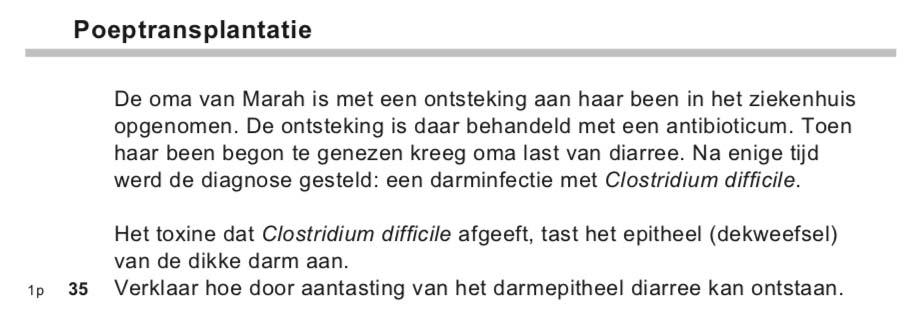 Poeptransplantatie
De oma van Marah is met een ontsteking aan haar been in het ziekenhuis
opgenomen. De ontsteking is daar behandeld met een antibioticum. Toen
haar been begon te genezen kreeg oma last van diarree. Na enige tijd
werd de diagnose gesteld: een darminfectie met Clostridium difficile.
Het toxine dat Clostridium difficile afgeeft, tast het epitheel (dekweefsel)
van de dikke darm aan.
1p 35 Verklaar hoe door aantasting van het darmepitheel diarree kan ontstaan.